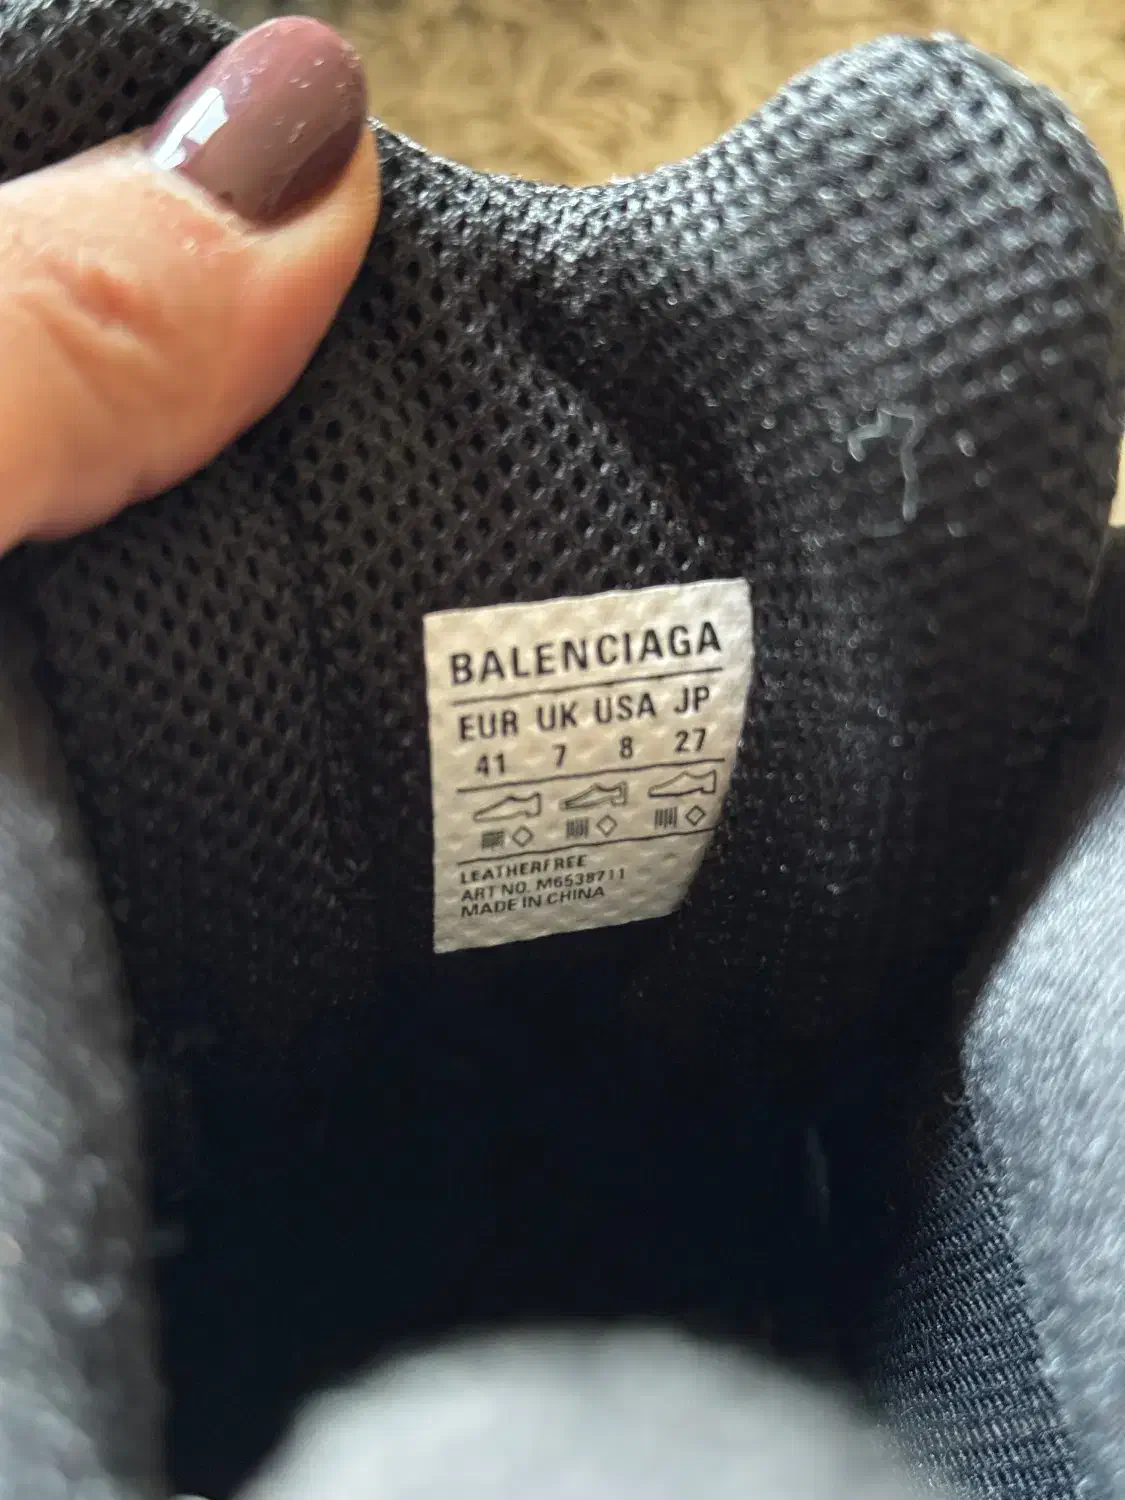 BALENCIAGA
EUR UK USA JP
41 7 8 27
LEATHERFREE
ART NO. M6538711
MADE IN CHINA